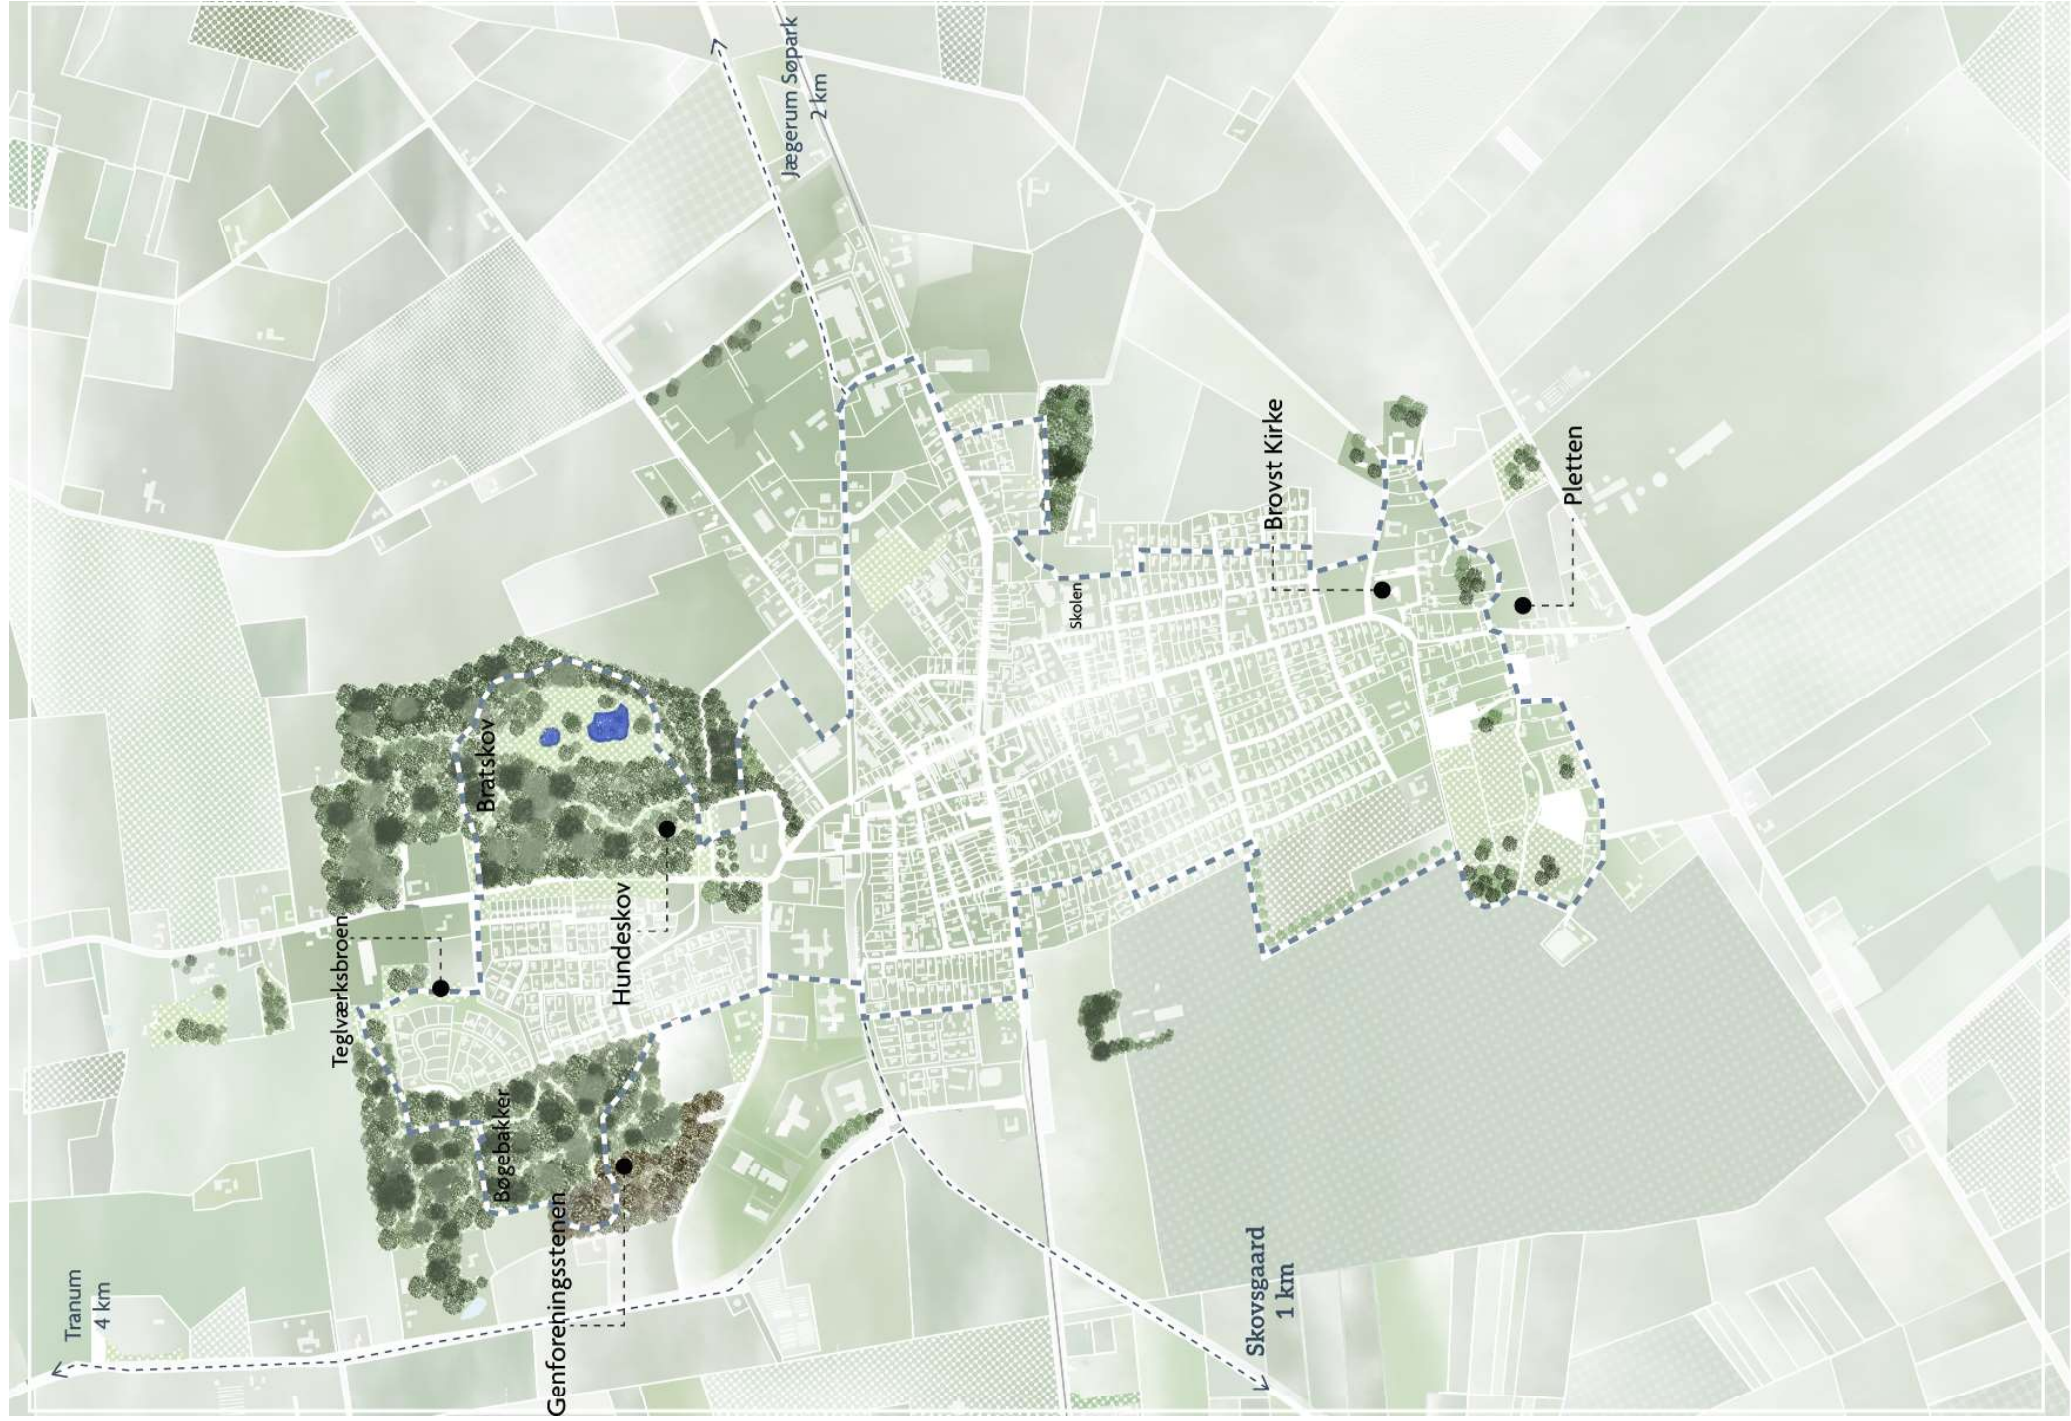 Tranum
4 km
Genforeningsstenen
Bøgebakker
Teglværksbroen
Hundeskov
Bratskov
Jægerum Søpark
2 km
Skovsgaard
1 km
Skolen
Brovst Kirke
Pletten